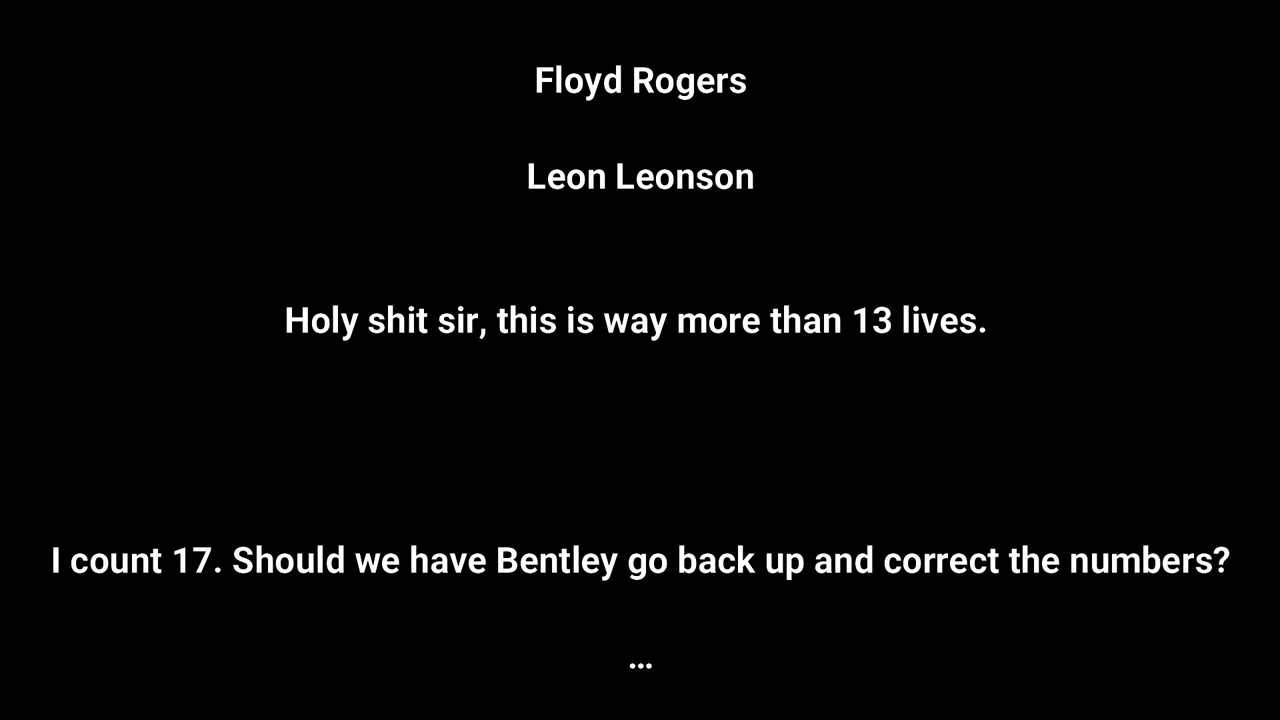 Floyd Rogers
Leon Leonson
Holy shit sir, this is way more than 13 lives.
I count 17. Should we have Bentley go back up and correct the numbers?
...